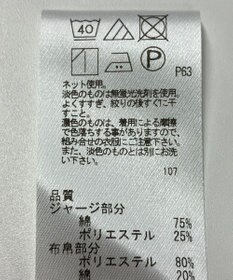 40
P
P63
ネット使用。
淡色のものは無蛍光洗剤を使用。
よくすすぎ、絞りの後すぐに干
すこと。
濃色のものは、着用による摩擦
で色落ちする事がありますので、
組み合せの衣服にご注意下さい。
また、淡色のものとは別にお洗
い下さい。
107
品質
ジャージ部分
綿 75%
ポリエステル 25%
布帛部分
ポリエステル 80%
綿 20%